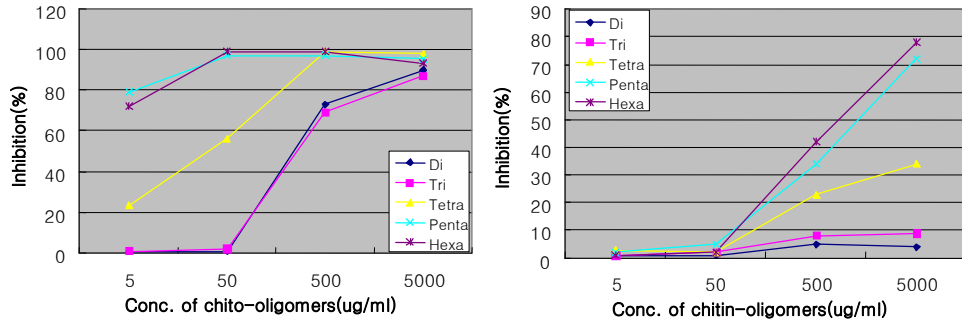 120
100
80
60
40
20
0
Inhibition(%)
5 50 500 5000
Conc. of chito-oligomers(ug/ml)
Di
Tri
Tetra
Penta
Hexa
90
80
70
60
50
40
30
20
10
0
Inhibition(%)
5 50 500 5000
Conc. of chitin-oligomers(ug/ml)
Di
Tri
Tetra
Penta
Hexa